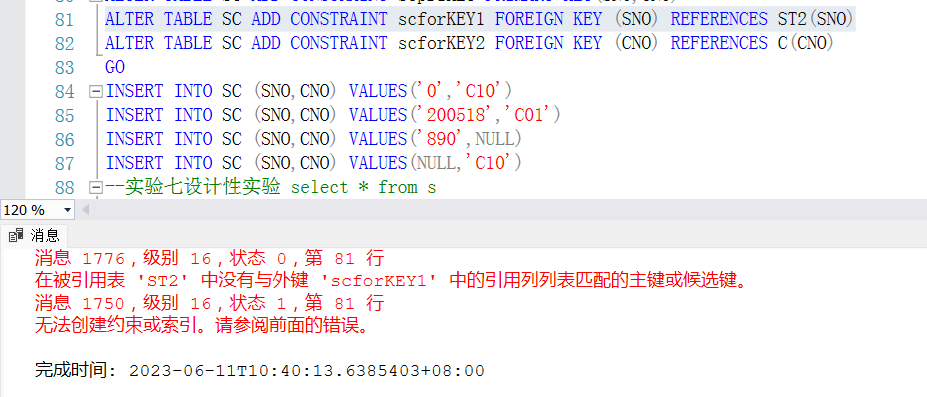 81 ALTER TABLE SC ADD CONSTRAINT scforKEY1 FOREIGN KEY (SNO) REFERENCES ST2(SNO)
82 ALTER TABLE SC ADD CONSTRAINT scforKEY2 FOREIGN KEY (CNO) REFERENCES C(CNO)
83 GO
84 INSERT INTO SC (SNO,CNO) VALUES('0','C10')
85 INSERT INTO SC (SNO,CNO) VALUES('200518','C01')
86 INSERT INTO SC (SNO,CNO) VALUES('890',NULL)
87 INSERT INTO SC (SNO,CNO) VALUES(NULL,'C10')
88 --实验七设计性实验 select * from s
120 %
消息
消息 1776，级别 16，状态 0，第 81 行
在被引用表 'ST2' 中没有与外键 'scforKEY1' 中的引用列列表匹配的主键或候选键。
消息 1750，级别 16，状态 1，第 81 行
无法创建约束或索引。请参阅前面的错误。
完成时间: 2023-06-11T10:40:13.6385403+08:00